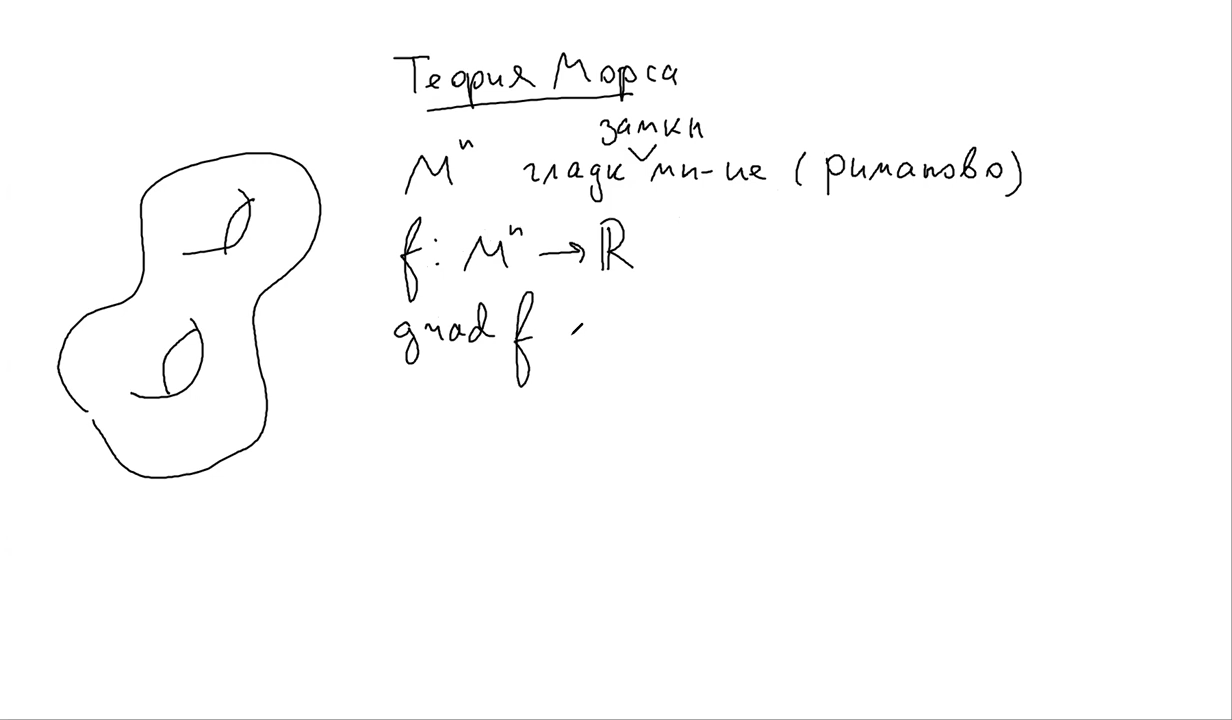 Теория Морса
замкн
Mⁿ гладк мн-ие (риманово)
f: Mⁿ → ℝ
grad f